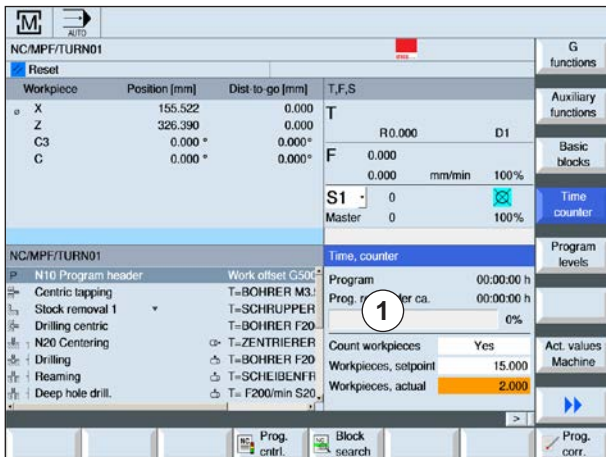 M
AUTO
NC/MPF/TURN01
Reset
G functions
Workpiece Position [mm] Dist-to-go [mm]
X 155.522 0.000
Z 326.390 0.000
C3 0.000 ° 0.000°
C 0.000 ° 0.000°
T,F,S
T
R0.000 D1
F 0.000
0.000 mm/min 100%
S1 0
Master 0 100%
Auxiliary functions
Basic blocks
Time counter
Program levels
Act. values Machine
NC/MPF/TURN01
P N10 Program header Work offset G500
Centric tapping T=BOHRER M3.
Stock removal 1 T=SCHRUPPER
Drilling centric T=BOHRER F20
N20 Centering T=ZENTRIERER
Drilling T=BOHRER F20
Reaming T=SCHEIBENFR
Deep hole drill. T= F200/min S20
Time, counter
Program 00:00:00 h
Prog. ca. 00:00:00 h
0%
1
Count workpieces Yes
Workpieces, setpoint 15.000
Workpieces, actual 2.000
>
NC Prog. cntrl.
NC Block search
Prog. corr.